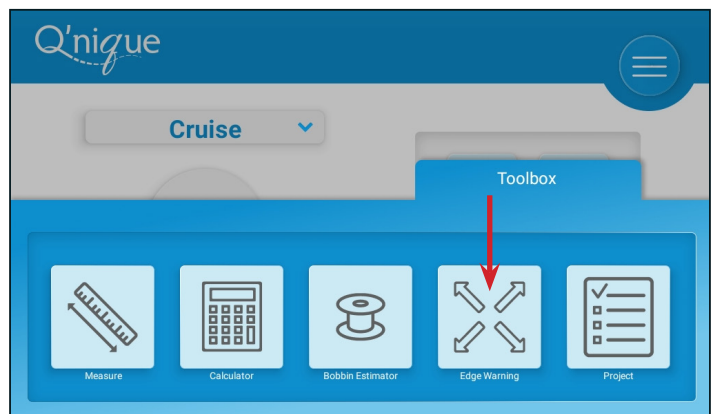 Q'nique
Cruise
Toolbox
Measure
Calculator
Bobbin Estimator
Edge Warning
Project